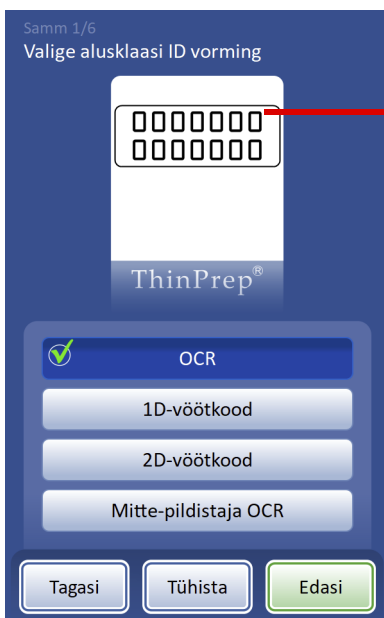 Samm 1/6
Valige alusklaasi ID vorming
0000000
0000000
ThinPrep®
OCR
1D-vöötkood
2D-vöötkood
Mitte-pildistaja OCR
Tagasi
Tühista
Edasi